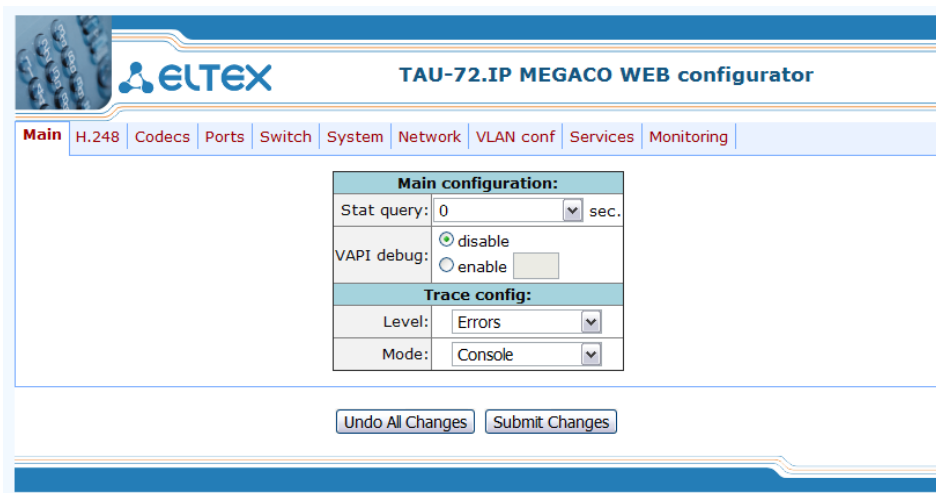 ELTEX
TAU-72.IP MEGACO WEB configurator
Main H.248 Codecs Ports Switch System Network VLAN conf Services Monitoring
Main configuration:
Stat query: 0 sec.
VAPI debug: disable
enable
Trace config:
Level: Errors
Mode: Console
Undo All Changes Submit Changes